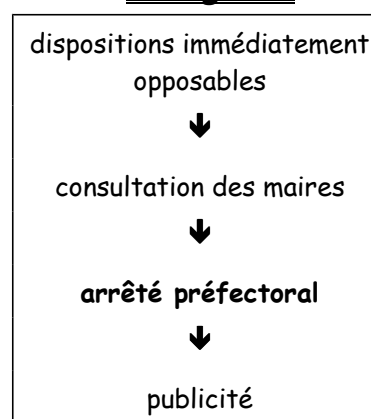 dispositions immédiatement
opposables
🡻
consultation des maires
🡻
arrêté préfectoral
🡻
publicité